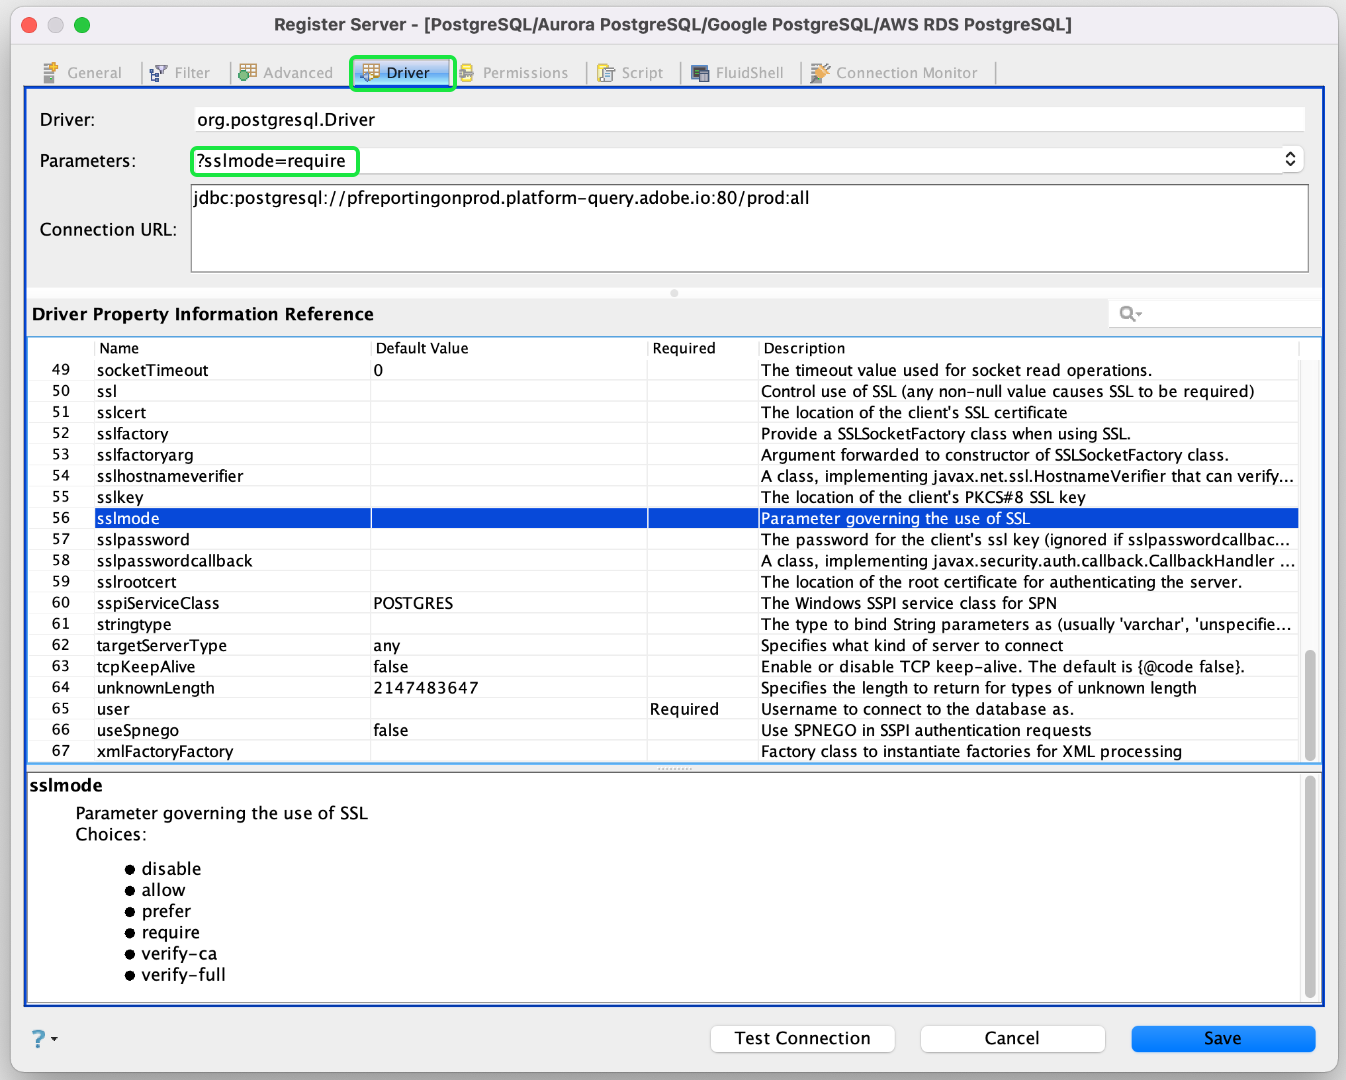 Register Server - [PostgreSQL/Aurora PostgreSQL/Google PostgreSQL/AWS RDS PostgreSQL]
General Filter Advanced Driver Permissions Script FluidShell Connection Monitor
Driver: org.postgresql.Driver
Parameters: ?sslmode=require
Connection URL: jdbc:postgresql://pfreportingonprod.platform-query.adobe.io:80/prod:all
Driver Property Information Reference
Name Default Value Required Description
49 socketTimeout 0 The timeout value used for socket read operations.
50 ssl Control use of SSL (any non-null value causes SSL to be required)
51 sslcert The location of the client's SSL certificate
52 sslfactory Provide a SSLSocketFactory class when using SSL.
53 sslfactoryarg Argument forwarded to constructor of SSLSocketFactory class.
54 sslhostnameverifier A class, implementing javax.net.ssl.HostnameVerifier that can verify...
55 sslkey The location of the client's PKCS#8 SSL key
56 sslmode Parameter governing the use of SSL
57 sslpassword The password for the client's ssl key (ignored if sslpasswordcallbac...
58 sslpasswordcallback A class, implementing javax.security.auth.callback.CallbackHandler ...
59 sslrootcert The location of the root certificate for authenticating the server.
60 sspiServiceClass POSTGRES The Windows SSPI service class for SPN
61 stringtype The type to bind String parameters as (usually 'varchar', 'unspecifie...
62 targetServerType any Specifies what kind of server to connect
63 tcpKeepAlive false Enable or disable TCP keep-alive. The default is {@code false}.
64 unknownLength 2147483647 Specifies the length to return for types of unknown length
65 user Required Username to connect to the database as.
66 useSpnego false Use SPNEGO in SSPI authentication requests
67 xmlFactoryFactory Factory class to instantiate factories for XML processing
sslmode
Parameter governing the use of SSL
Choices:
● disable
● allow
● prefer
● require
● verify-ca
● verify-full
? Test Connection Cancel Save